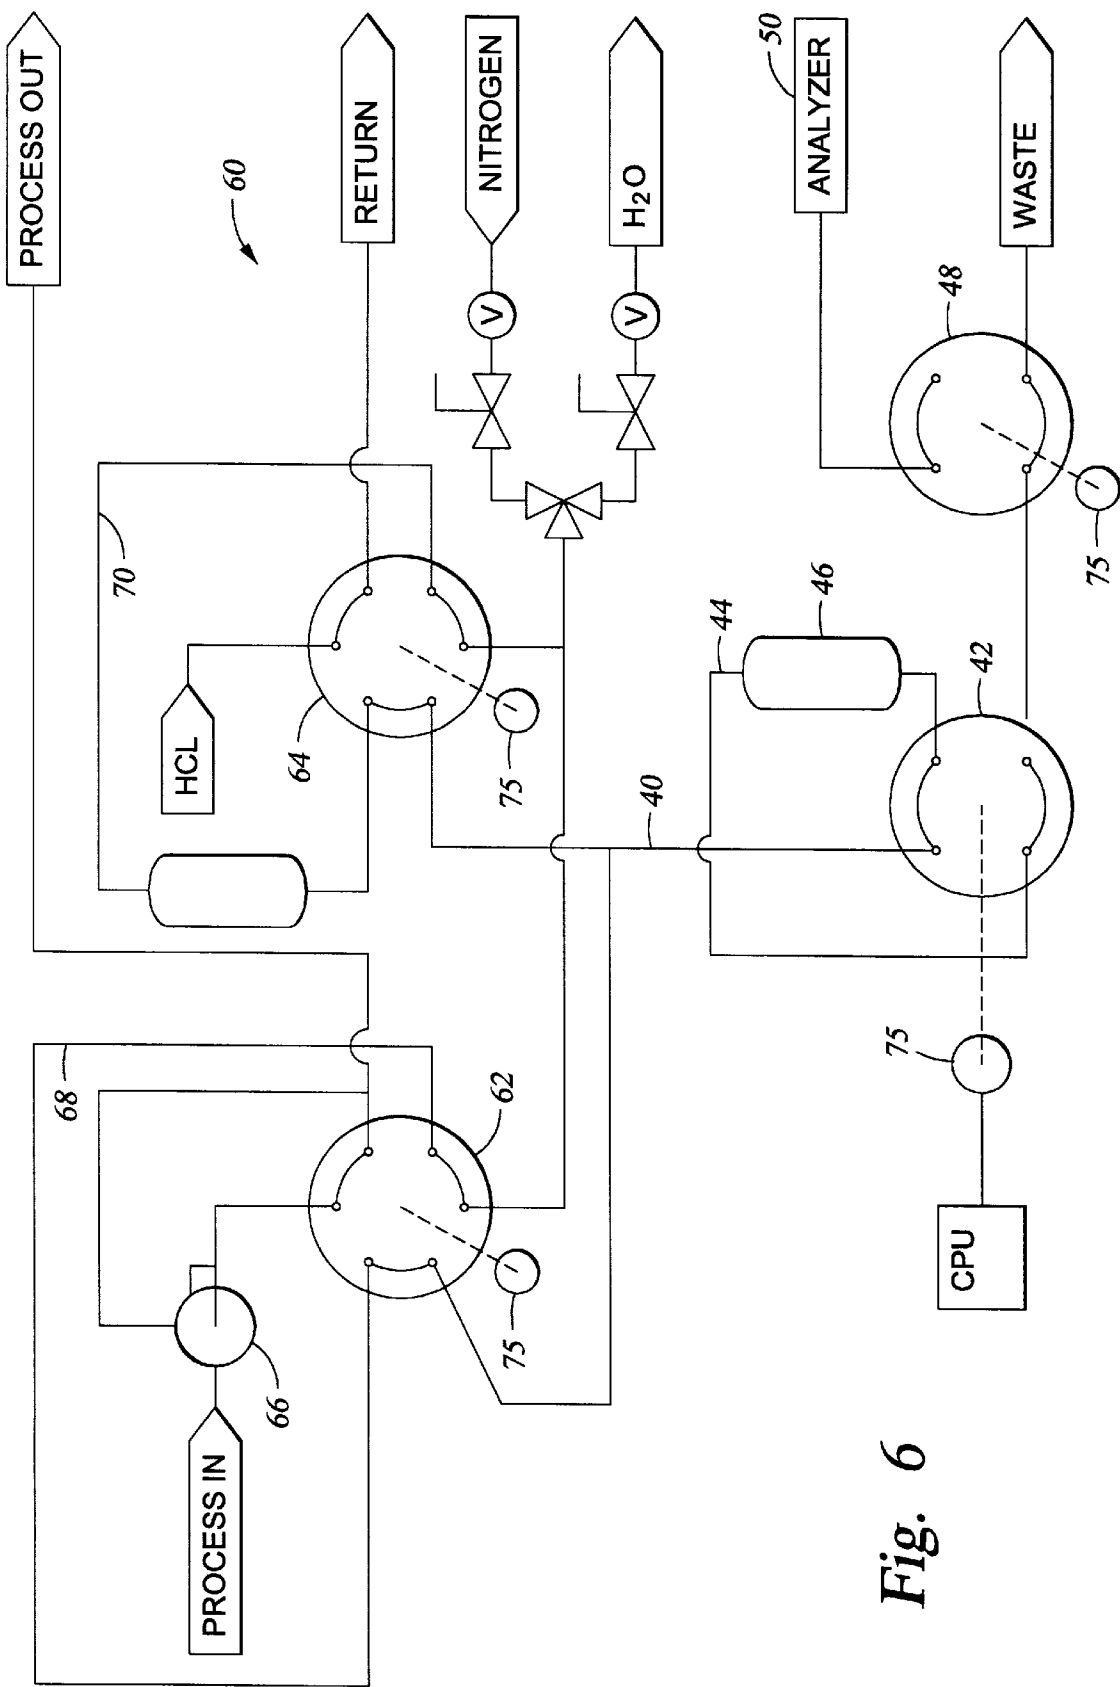 PROCESS OUT
60
RETURN
NITROGEN
H₂O
50
ANALYZER
WASTE
48
75
70
HCL
64
75
44
46
42
40
68
62
PROCESS IN
66
75
75
CPU
V
V
Fig. 6